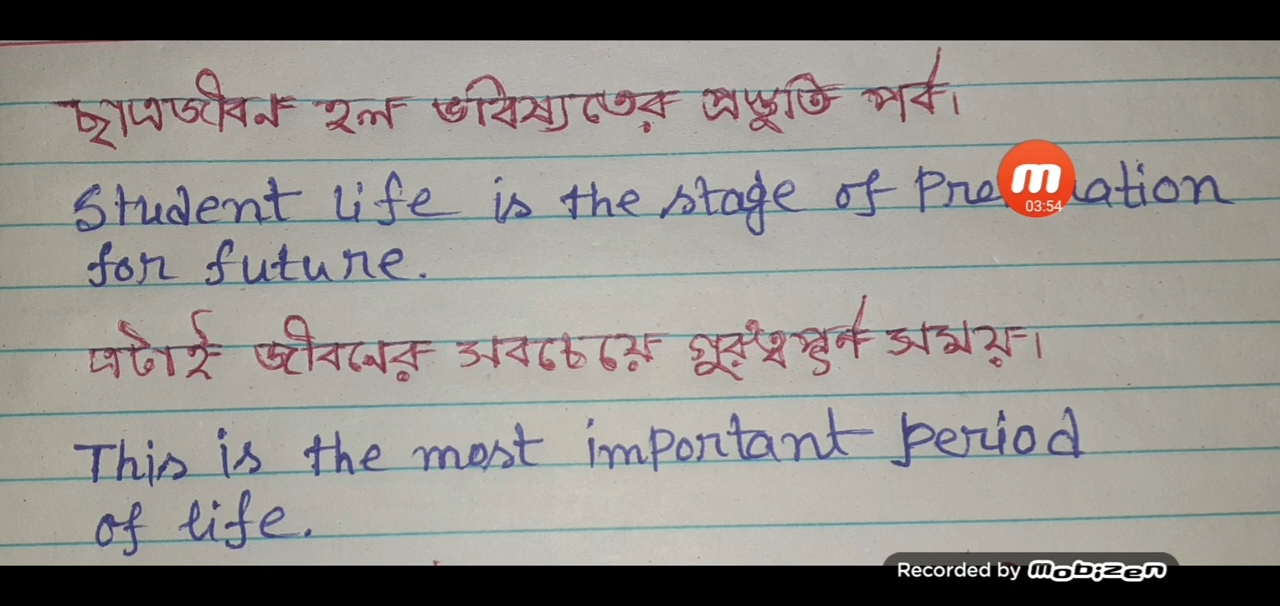 ছাত্রজীবন হল ভবিষ্যতের প্রস্তুতি পর্ব।
Student life is the stage of
for future.
এটাই জীবনের সবচেয়ে গুরুত্বপূর্ণ সময়।
This is the most important period
of life.
m
03:54
Recorded by mobizen